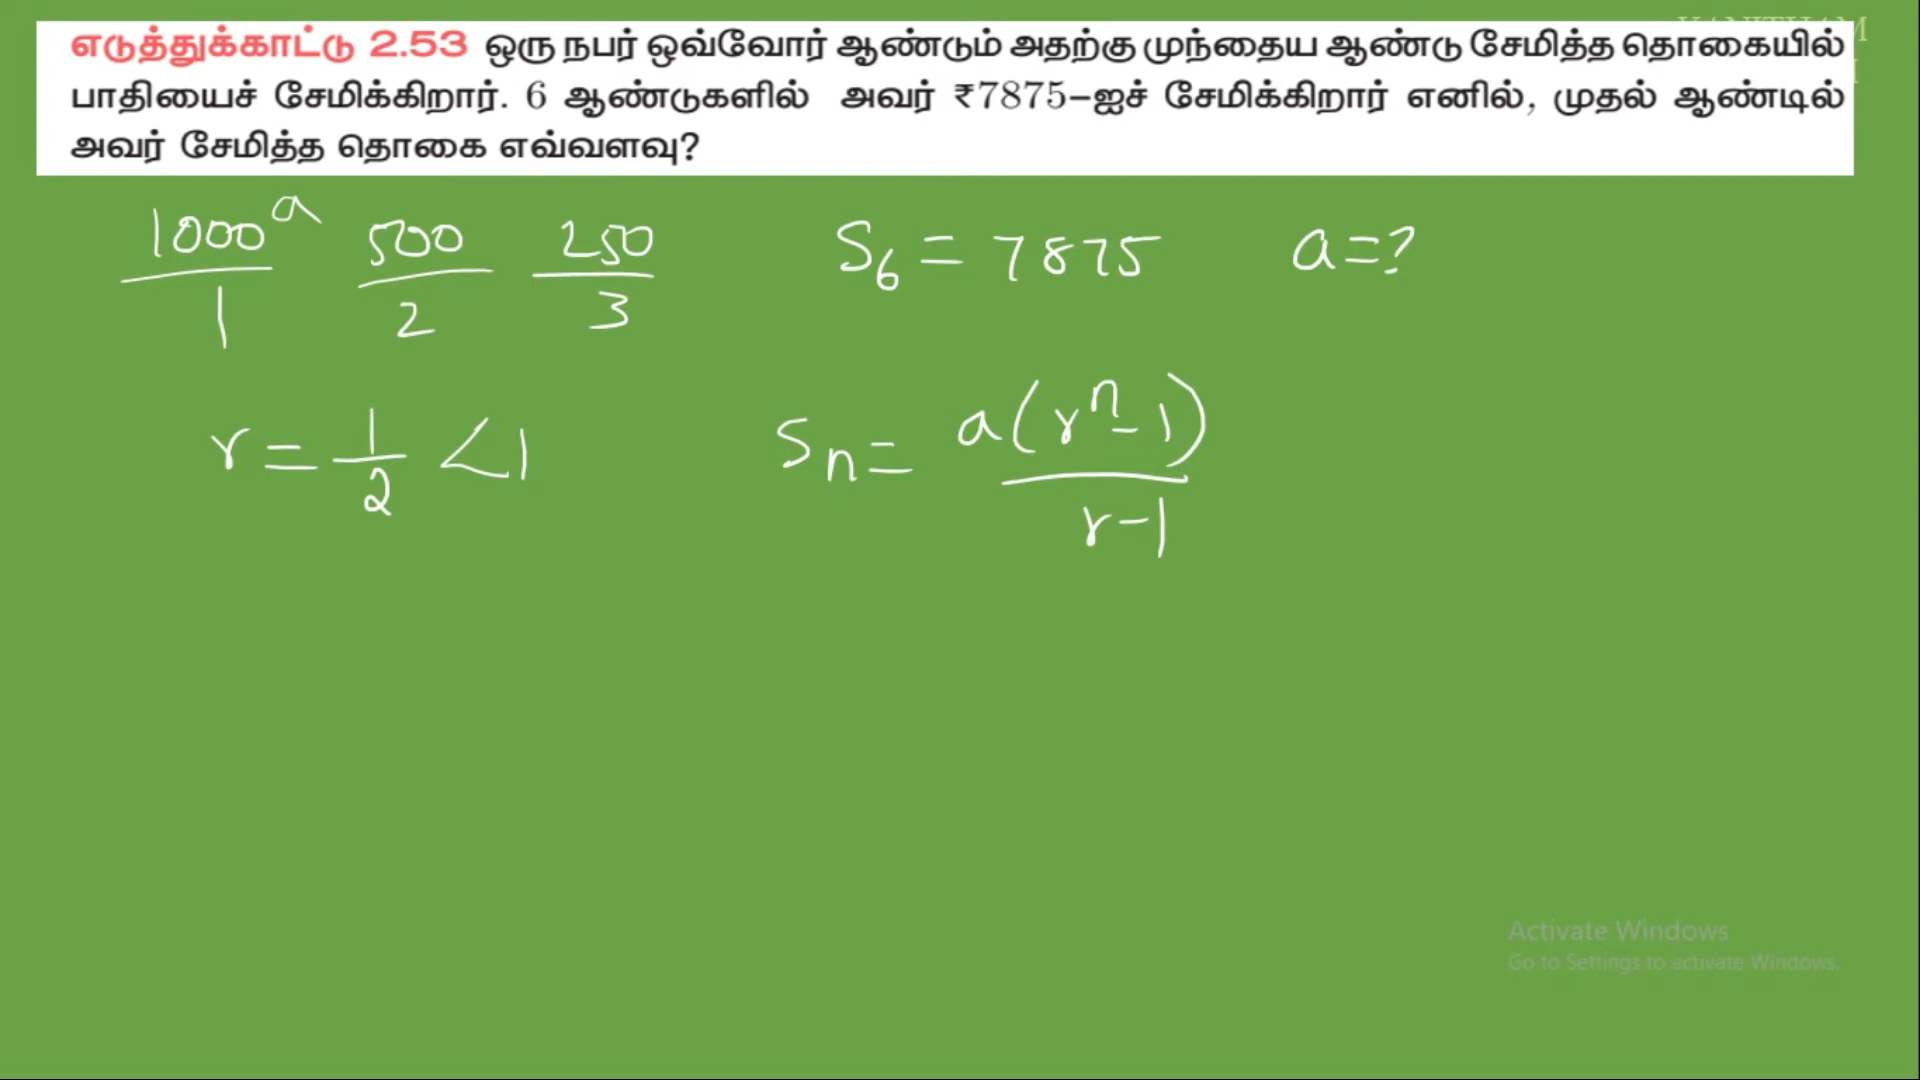 எடுத்துக்காட்டு 2.53 ஒரு நபர் ஒவ்வோர் ஆண்டும் அதற்கு முந்தைய ஆண்டு சேமித்த தொகையில்
பாதியைச் சேமிக்கிறார். 6 ஆண்டுகளில் அவர் ₹7875-ஐச் சேமிக்கிறார் எனில், முதல் ஆண்டில்
அவர் சேமித்த தொகை எவ்வளவு?
1000 a 500 250 S6 = 7875 a = ?
1 2 3
r = 1/2 < 1 Sn = a(r^n - 1)
r - 1
Activate Windows
Go to Settings to activate Windows.